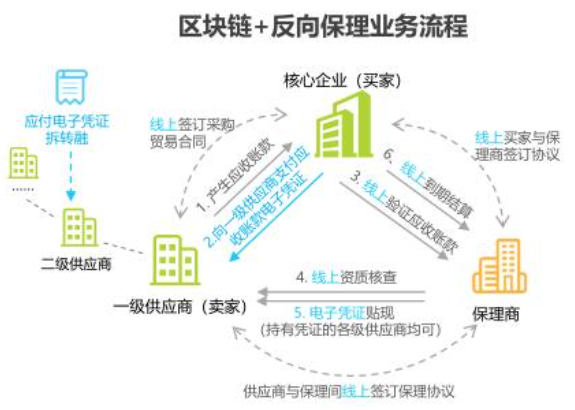 区块链+反向保理业务流程
核心企业（买家）
应付电子凭证
拆转融
线上签订采购
贸易合同
线上买家与保
理商签订协议
1. 产生应收账款
2.向一级供应商支付应
收账款电子凭证
6. 线上到期结算
3. 线上验证应收账款
......
二级供应商
一级供应商（卖家）
4. 线上资质核查
5. 电子凭证贴现
(持有凭证的各级供应商均可)
保理商
供应商与保理间线上签订保理协议